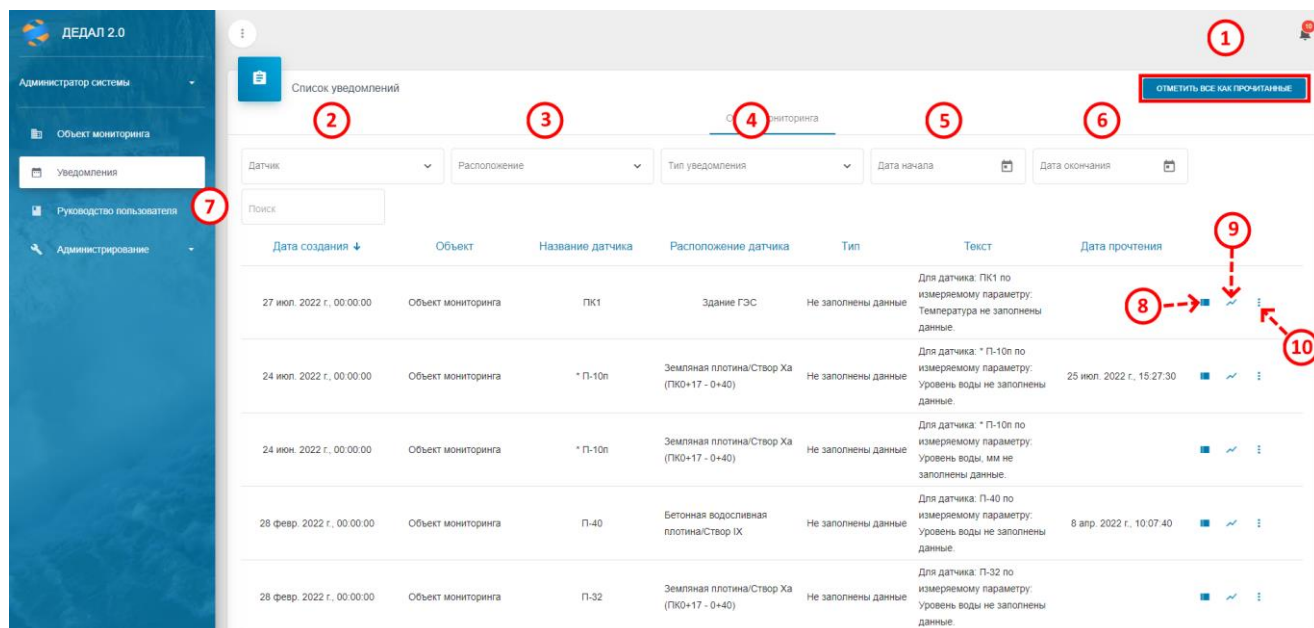 ДЕДАЛ 2.0
10
1
Администратор системы
Список уведомлений
ОТМЕТИТЬ ВСЕ КАК ПРОЧИТАННЫЕ
2
3
4
5
6
Объект мониторинга
Уведомления
Руководство пользователя
Администрирование
Датчик
Расположение
Тип уведомления
Дата начала
Дата окончания
7
Поиск
9
Дата создания
Объект
Название датчика
Расположение датчика
Тип
Текст
Дата прочтения
27 июл. 2022 г., 00:00:00
Объект мониторинга
ПК1
Здание ГЭС
Не заполнены данные
Для датчика: ПК1 по
измеряемому параметру:
Температура не заполнены
данные.
8
10
24 июл. 2022 г., 00:00:00
Объект мониторинга
* П-10п
Земляная плотина/Створ Ха
(ПК0+17 - 0+40)
Не заполнены данные
Для датчика: * П-10п по
измеряемому параметру:
Уровень воды не заполнены
данные.
25 июл. 2022 г., 15:27:30
24 июн. 2022 г., 00:00:00
Объект мониторинга
* П-10п
Земляная плотина/Створ Ха
(ПК0+17 - 0+40)
Не заполнены данные
Для датчика: * П-10п по
измеряемому параметру:
Уровень воды, мм не
заполнены данные.
28 февр. 2022 г., 00:00:00
Объект мониторинга
П-40
Бетонная водосливная
плотина/Створ IX
Не заполнены данные
Для датчика: П-40 по
измеряемому параметру:
Уровень воды не заполнены
данные.
8 апр. 2022 г., 10:07:40
28 февр. 2022 г., 00:00:00
Объект мониторинга
П-32
Земляная плотина/Створ Ха
(ПК0+17 - 0+40)
Не заполнены данные
Для датчика: П-32 по
измеряемому параметру:
Уровень воды не заполнены
данные.